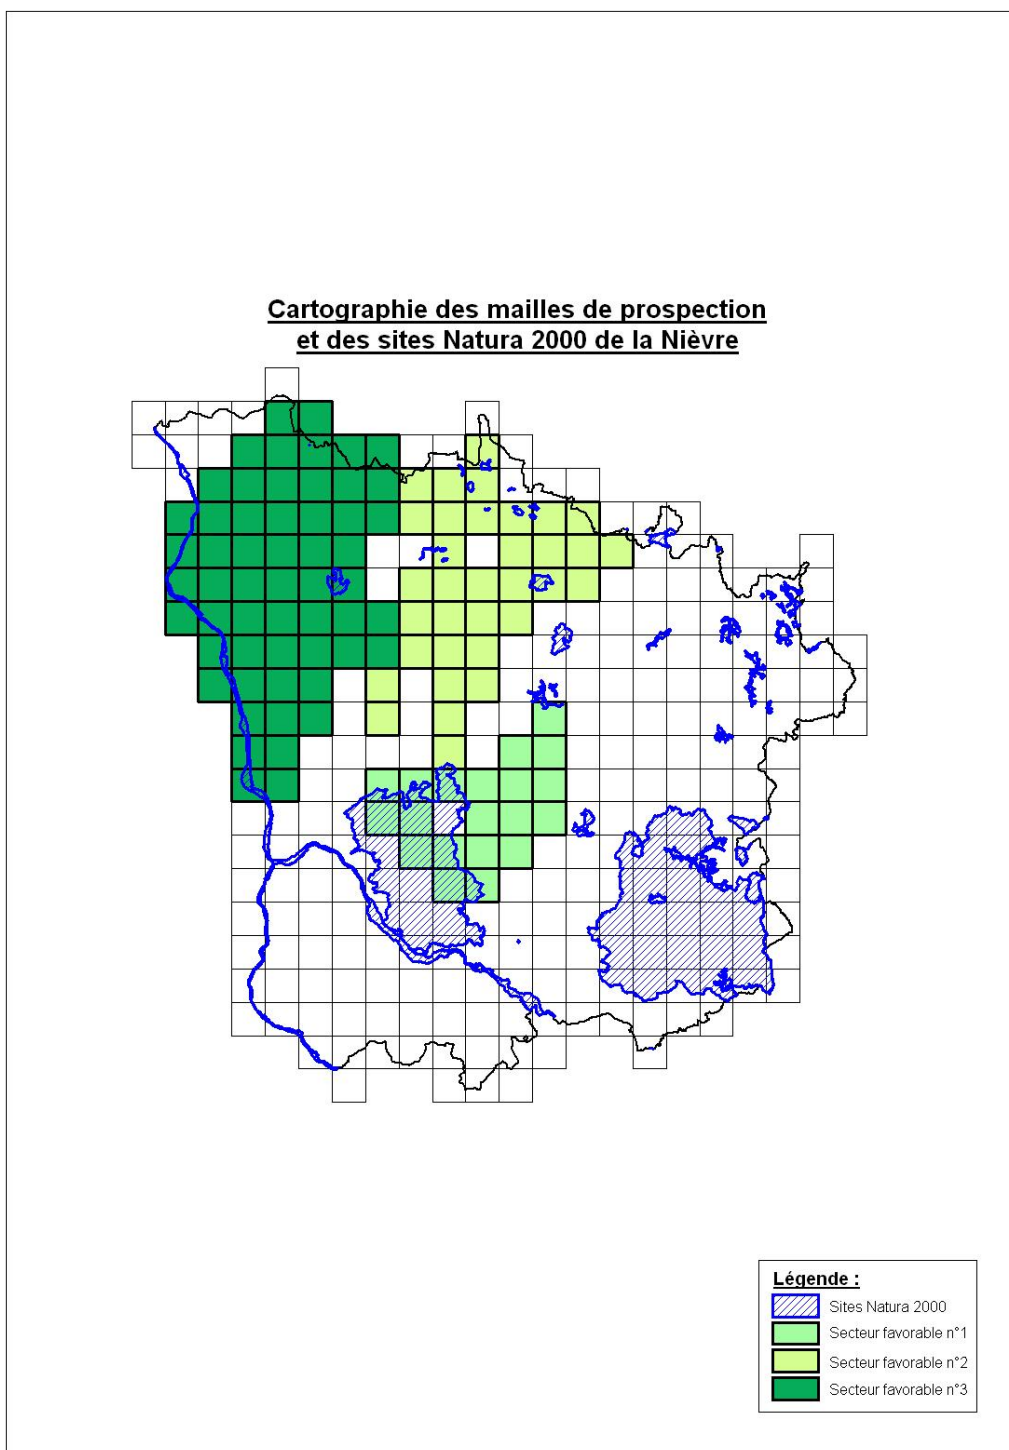 Cartographie des mailles de prospection
et des sites Natura 2000 de la Nièvre
Légende :
Sites Natura 2000
Secteur favorable n°1
Secteur favorable n°2
Secteur favorable n°3